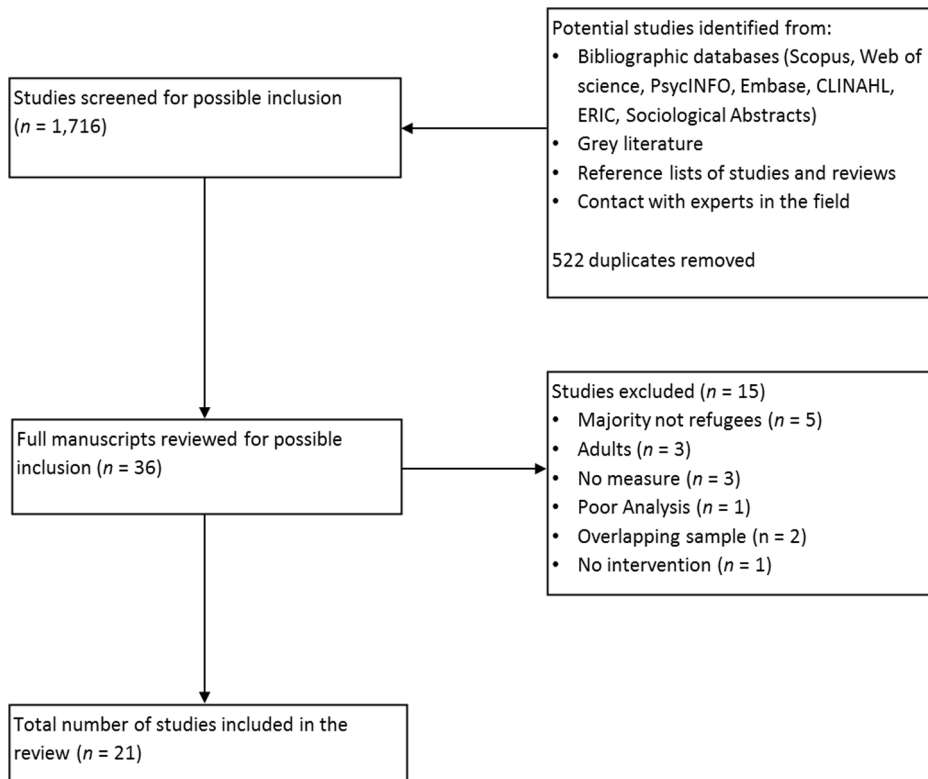 Potential studies identified from:
• Bibliographic databases (Scopus, Web of
science, PsycINFO, Embase, CLINAHL,
ERIC, Sociological Abstracts)
• Grey literature
• Reference lists of studies and reviews
• Contact with experts in the field
522 duplicates removed
Studies screened for possible inclusion
(n = 1,716)
Full manuscripts reviewed for possible
inclusion (n = 36)
Studies excluded (n = 15)
• Majority not refugees (n = 5)
• Adults (n = 3)
• No measure (n = 3)
• Poor Analysis (n = 1)
• Overlapping sample (n = 2)
• No intervention (n = 1)
Total number of studies included in the
review (n = 21)